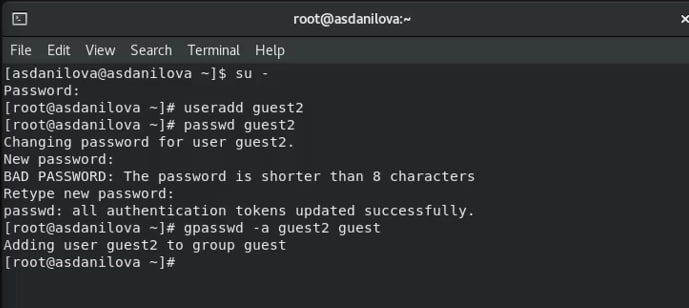 root@asdanilova:~
File Edit View Search Terminal Help
[asdanilova@asdanilova ~]$ su -
Password:
[root@asdanilova ~]# useradd guest2
[root@asdanilova ~]# passwd guest2
Changing password for user guest2.
New password:
BAD PASSWORD: The password is shorter than 8 characters
Retype new password:
passwd: all authentication tokens updated successfully.
[root@asdanilova ~]# gpasswd -a guest2 guest
Adding user guest2 to group guest
[root@asdanilova ~]#